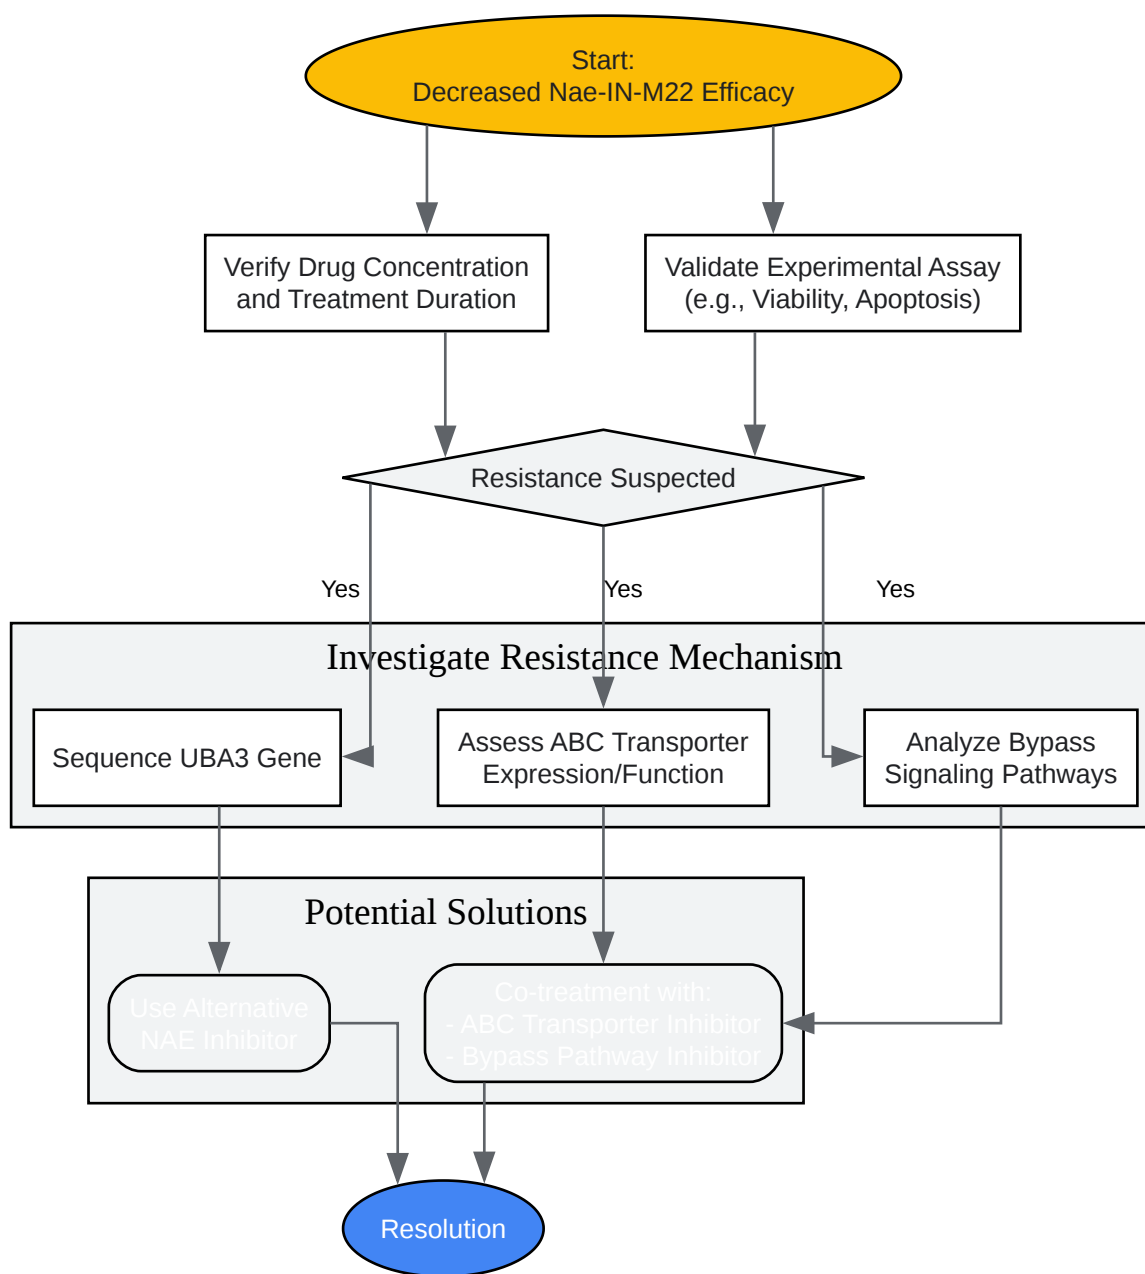 Start:
Decreased Nae-IN-M22 Efficacy
Verify Drug Concentration
and Treatment Duration
Validate Experimental Assay
(e.g., Viability, Apoptosis)
Resistance Suspected
Yes
Yes
Yes
Investigate Resistance Mechanism
Sequence UBA3 Gene
Assess ABC Transporter
Expression/Function
Analyze Bypass
Signaling Pathways
Potential Solutions
Use Alternative
NAE Inhibitor
Co-treatment with:
- ABC Transporter Inhibitor
- Bypass Pathway Inhibitor
Resolution